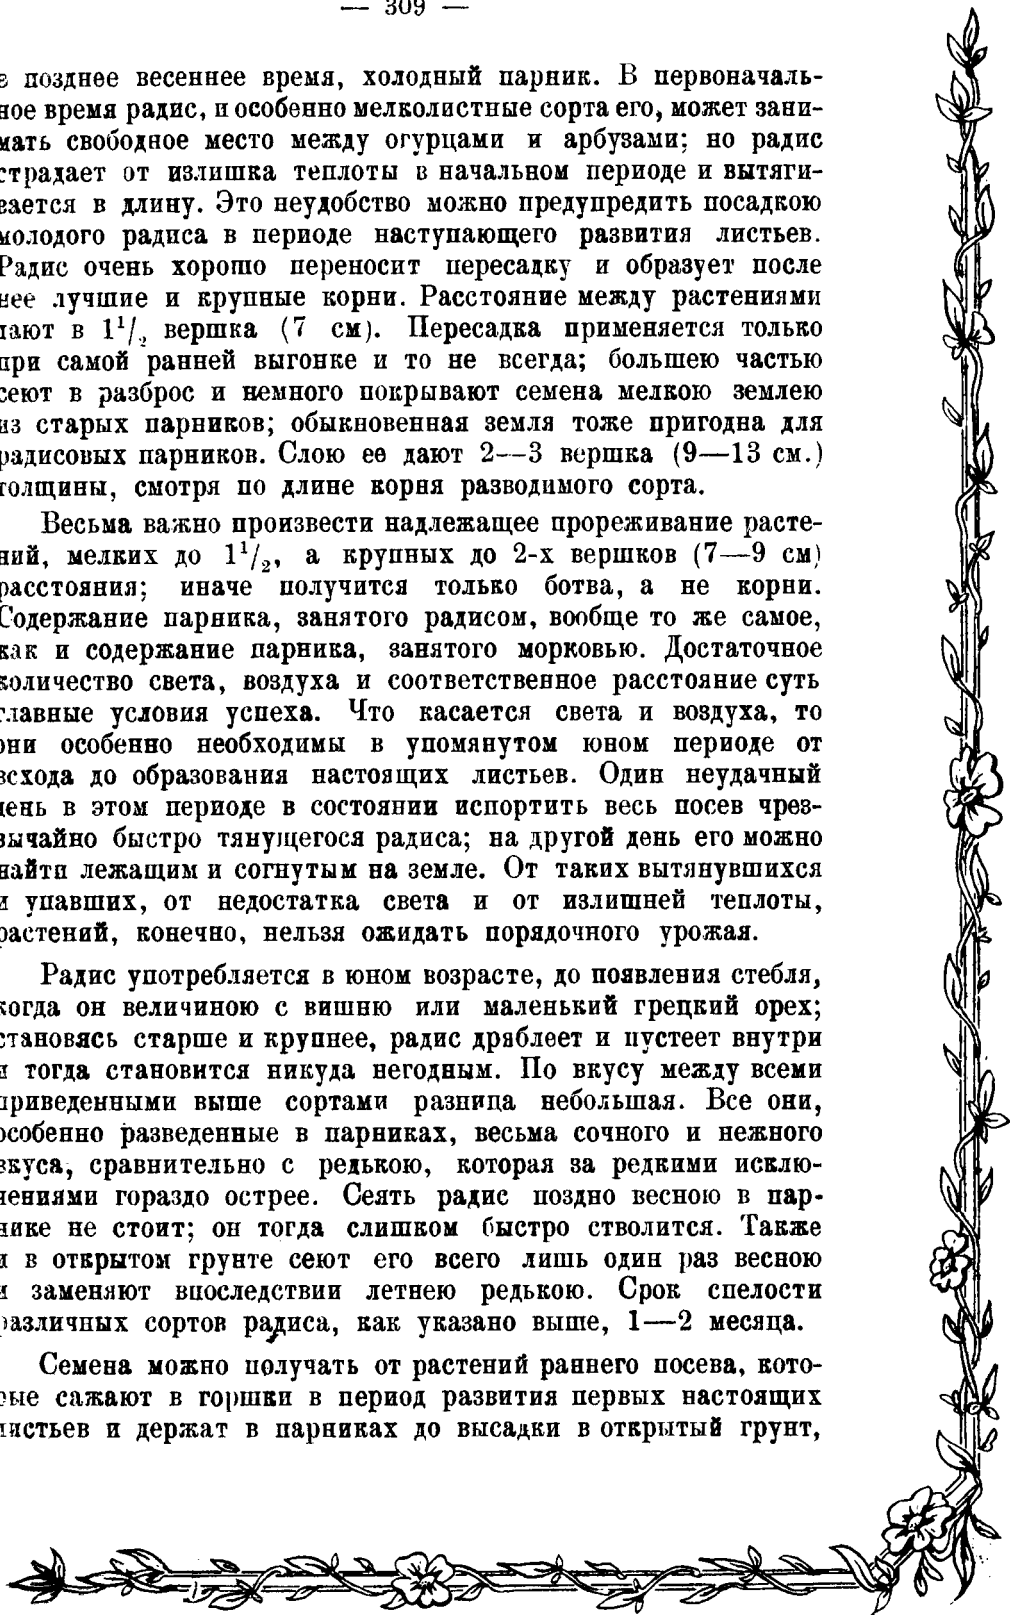 — 309 —
в позднее весеннее время, холодный парник. В первоначаль-
ное время радис, и особенно мелколистные сорта его, может зани-
мать свободное место между огурцами и арбузами; но радис
страдает от излишка теплоты в начальном периоде и вытяги-
вается в длину. Это неудобство можно предупредить посадкою
молодого радиса в периоде наступающего развития листьев.
Радис очень хорошо переносит пересадку и образует после
нее лучшие и крупные корни. Расстояние между растениями
дают в 1¹/₂ вершка (7 см). Пересадка применяется только
при самой ранней выгонке и то не всегда; большею частью
сеют в разброс и немного покрывают семена мелкою землею
из старых парников; обыкновенная земля тоже пригодна для
радисовых парников. Слою ее дают 2—3 вершка (9—13 см.)
толщины, смотря по длине корня разводимого сорта.
Весьма важно произвести надлежащее прореживание расте-
ний, мелких до 1¹/₂, а крупных до 2-х вершков (7—9 см)
расстояния; иначе получится только ботва, а не корни.
Содержание парника, занятого радисом, вообще то же самое,
как и содержание парника, занятого морковью. Достаточное
количество света, воздуха и соответственное расстояние суть
главные условия успеха. Что касается света и воздуха, то
они особенно необходимы в упомянутом юном периоде от
всхода до образования настоящих листьев. Один неудачный
день в этом периоде в состоянии испортить весь посев чрез-
вычайно быстро тянущегося радиса; на другой день его можно
найти лежащим и согнутым на земле. От таких вытянувшихся
и упавших, от недостатка света и от излишней теплоты,
растений, конечно, нельзя ожидать порядочного урожая.
Радис употребляется в юном возрасте, до появления стебля,
когда он величиною с вишню или маленький грецкий орех;
становясь старше и крупнее, радис дряблеет и пустеет внутри
и тогда становится никуда негодным. По вкусу между всеми
приведенными выше сортами разница небольшая. Все они,
особенно разведенные в парниках, весьма сочного и нежного
вкуса, сравнительно с редькою, которая за редкими исклю-
чениями гораздо острее. Сеять радис поздно весною в пар-
нике не стоит; он тогда слишком быстро стволится. Также
и в открытом грунте сеют его всего лишь один раз весною
и заменяют впоследствии летнею редькою. Срок спелости
различных сортов радиса, как указано выше, 1—2 месяца.
Семена можно получать от растений раннего посева, кото-
рые сажают в горшки в период развития первых настоящих
листьев и держат в парниках до высадки в открытый грунт,